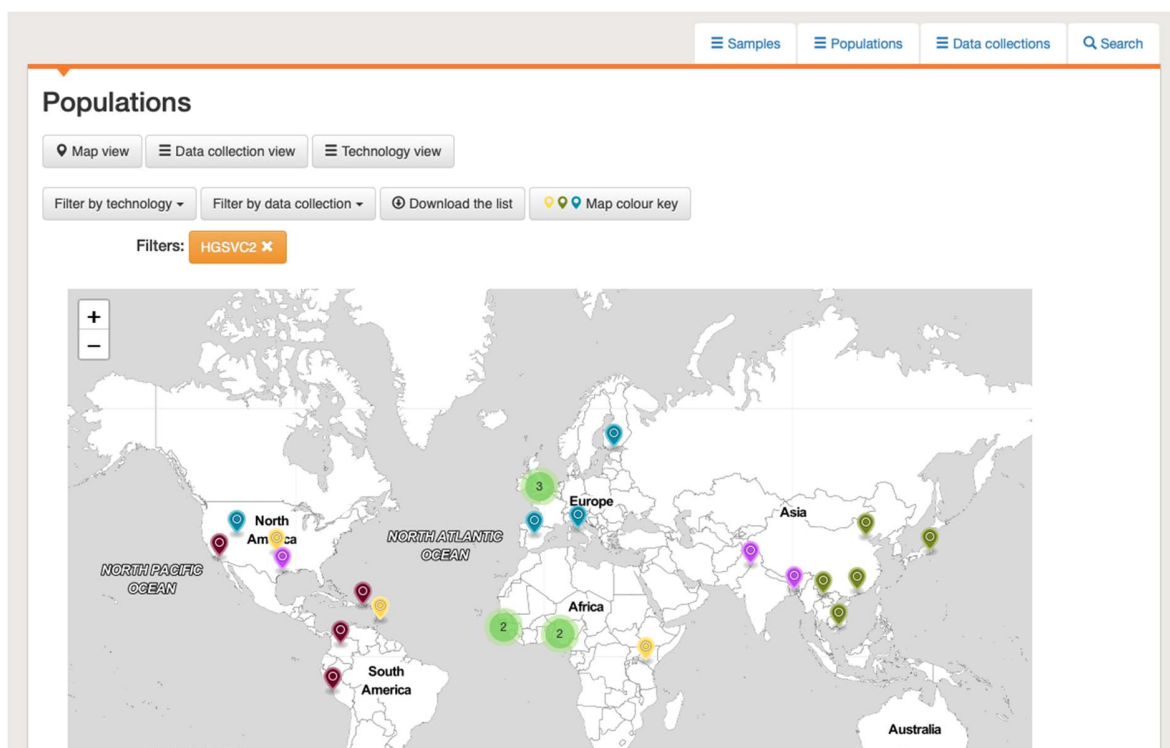 Samples
Populations
Data collections
Search
Populations
Map view
Data collection view
Technology view
Filter by technology
Filter by data collection
Download the list
Map colour key
Filters:
HGSVC2 ✖
+
−
3
Europe
Asia
North
America
NORTH ATLANTIC
OCEAN
NORTH PACIFIC
OCEAN
Africa
2
2
South
America
Australia